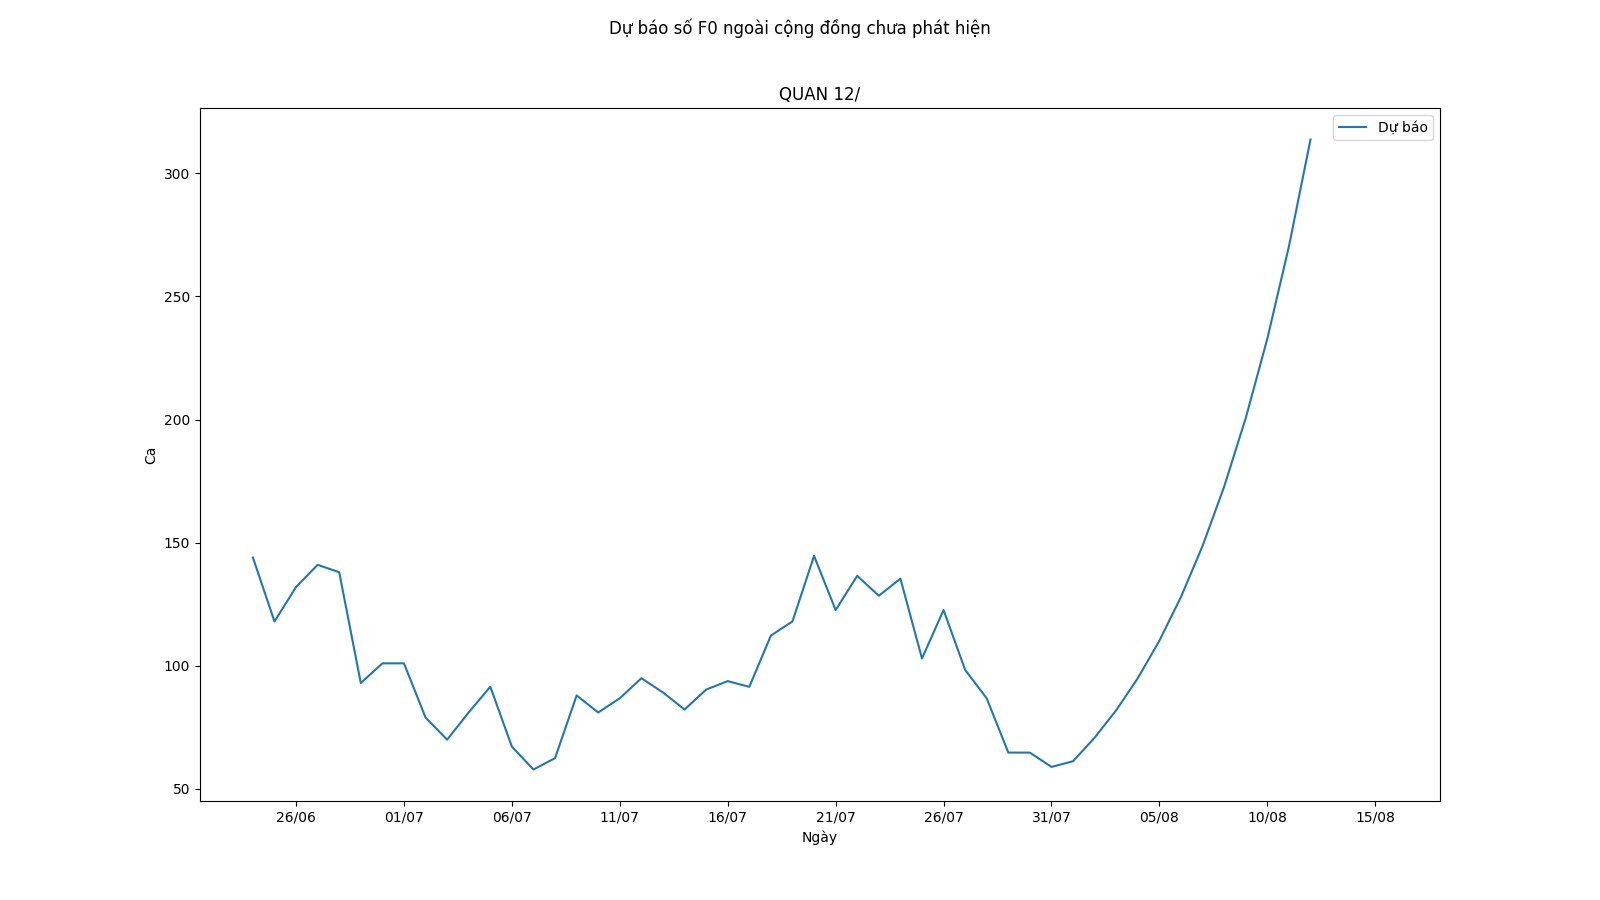 Dự báo số F0 ngoài cộng đồng chưa phát hiện
QUAN 12/
Dự báo
300
250
200
150
100
50
Ca
26/06 01/07 06/07 11/07 16/07 21/07 26/07 31/07 05/08 10/08 15/08
Ngày